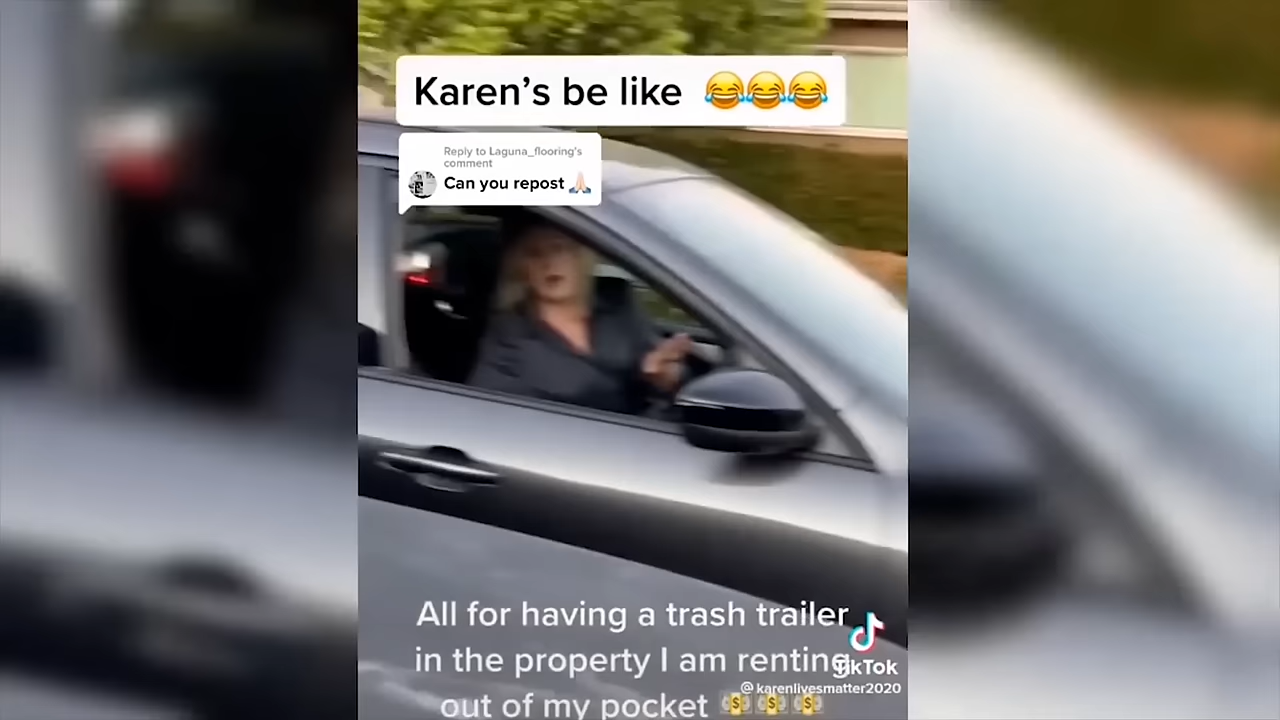 Karen's be like 😂😂😂
Reply to Laguna_flooring's
comment
Can you repost 🙏🏻
All for having a trash trailer
in the property I am renting
out of my pocket 💵💵💵
TikTok
@karenlivesmatter2020